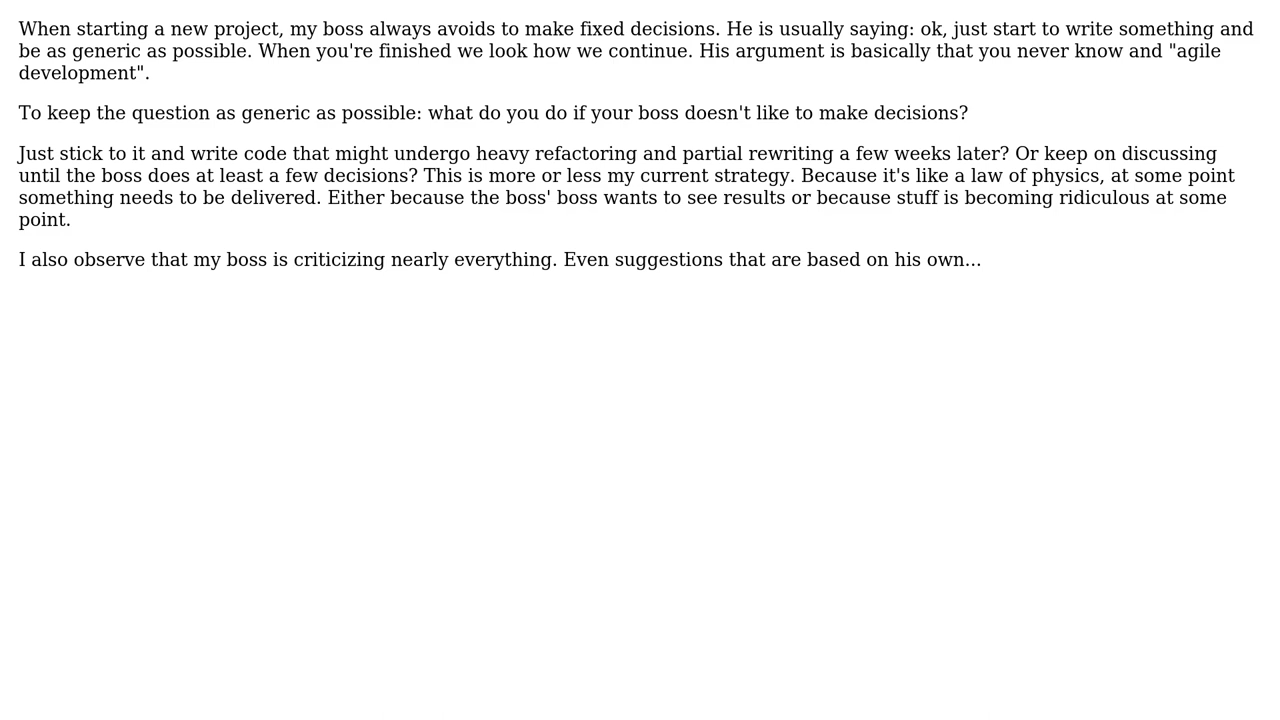 When starting a new project, my boss always avoids to make fixed decisions. He is usually saying: ok, just start to write something and
be as generic as possible. When you're finished we look how we continue. His argument is basically that you never know and "agile
development".
To keep the question as generic as possible: what do you do if your boss doesn't like to make decisions?
Just stick to it and write code that might undergo heavy refactoring and partial rewriting a few weeks later? Or keep on discussing
until the boss does at least a few decisions? This is more or less my current strategy. Because it's like a law of physics, at some point
something needs to be delivered. Either because the boss' boss wants to see results or because stuff is becoming ridiculous at some
point.
I also observe that my boss is criticizing nearly everything. Even suggestions that are based on his own...